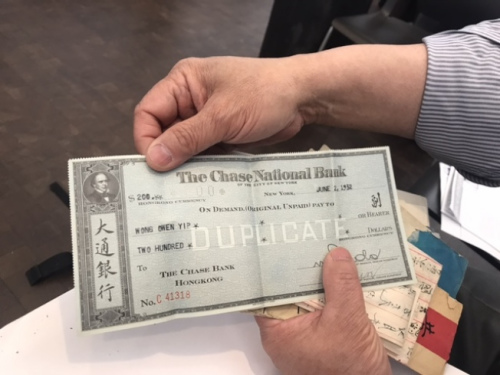 The Chase National Bank
OF THE CITY OF NEW YORK
$ 200.00
NEW YORK, JUNE 2, 1932
ON DEMAND, (ORIGINAL UNPAID) PAY TO
WONG OWEN YIP
OR BEARER
TWO HUNDRED
DOLLARS
DUPLICATE
TO THE CHASE BANK
HONGKONG
No. C 41318
大通銀行